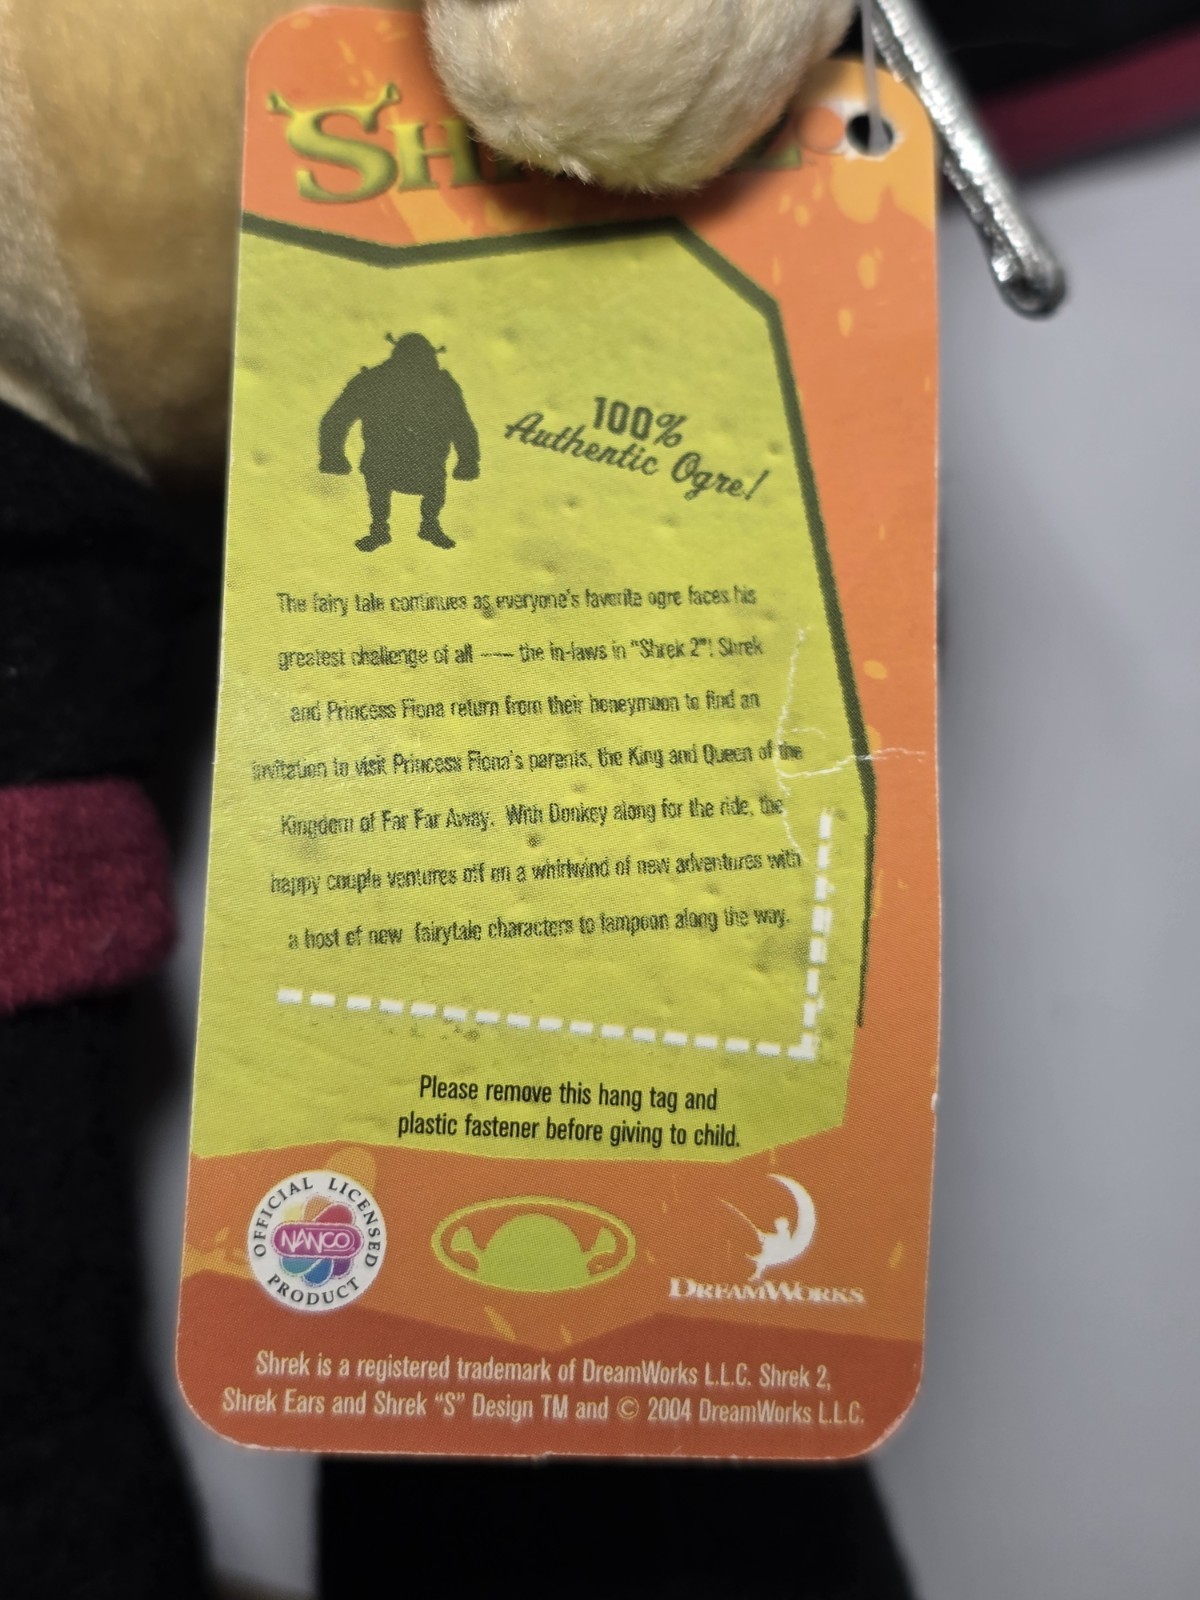 SH
100%
Authentic Ogre!
The fairy tale continues as everyone's favorite ogre faces his
greatest challenge of all —– the in-laws in "Shrek 2"! Shrek
and Princess Fiona return from their honeymoon to find an
invitation to visit Princess Fiona's parents, the King and Queen of the
Kingdom of Far Far Away. With Donkey along for the ride, the
happy couple ventures off on a whirlwind of new adventures with
a host of new fairytale characters to lampoon along the way.
Please remove this hang tag and
plastic fastener before giving to child.
OFFICIAL LICENSED
NANCO
PRODUCT
DREAMWORKS
Shrek is a registered trademark of DreamWorks L.L.C. Shrek 2,
Shrek Ears and Shrek "S" Design TM and © 2004 DreamWorks L.L.C.